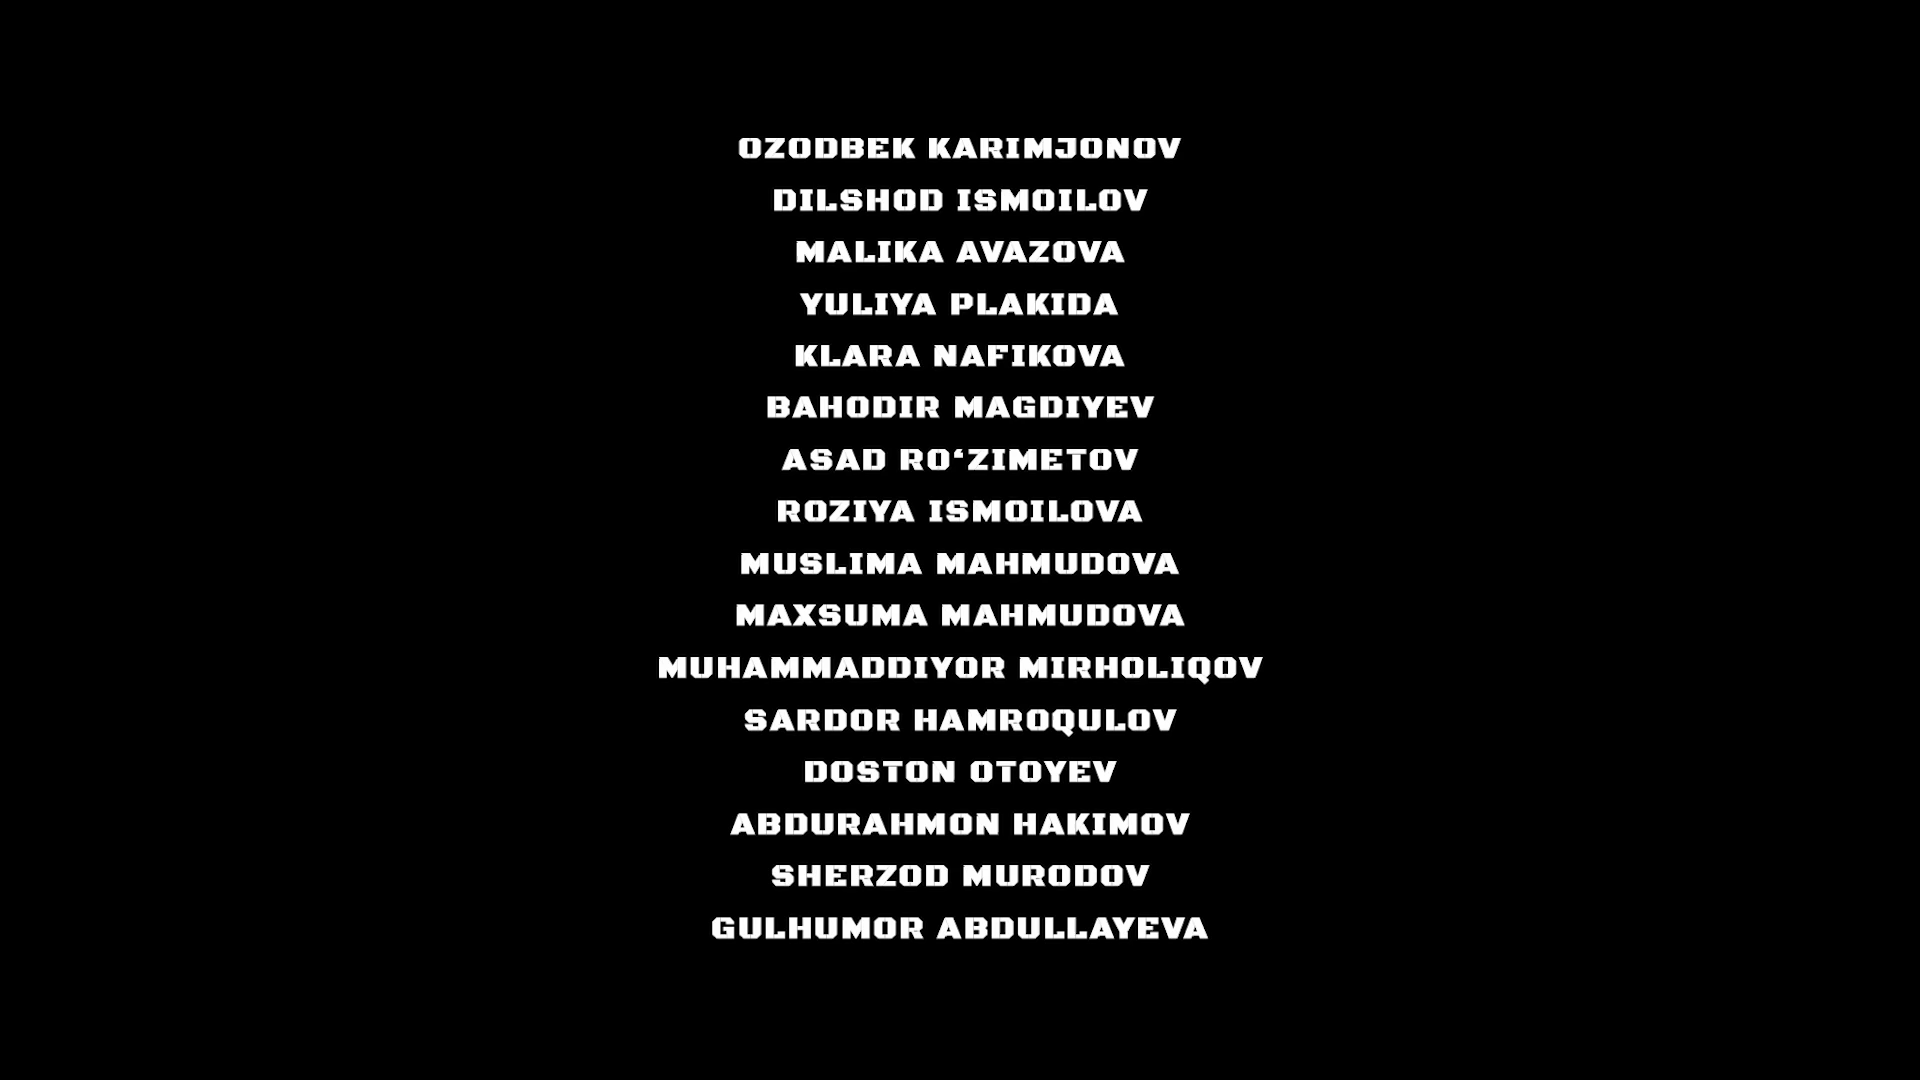 OZODBEK KARIMJONOV
DILSHOD ISMOILOV
MALIKA AVAZOVA
YULIYA PLAKIDA
KLARA NAFIKOVA
BAHODIR MAGDIYEV
ASAD RO‘ZIMETOV
ROZIYA ISMOILOVA
MUSLIMA MAHMUDOVA
MAXSUMA MAHMUDOVA
MUHAMMADDIYOR MIRHOLIQOV
SARDOR HAMROQULOV
DOSTON OTOYEV
ABDURAHMON HAKIMOV
SHERZOD MURODOV
GULHUMOR ABDULLAYEVA